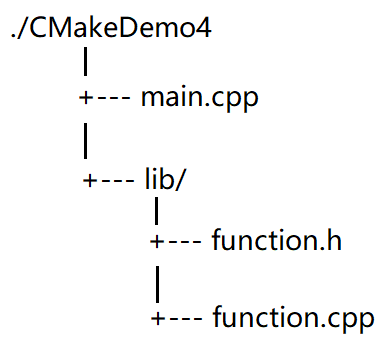 ./CMakeDemo4
+--- main.cpp
+--- lib/
+--- function.h
+--- function.cpp